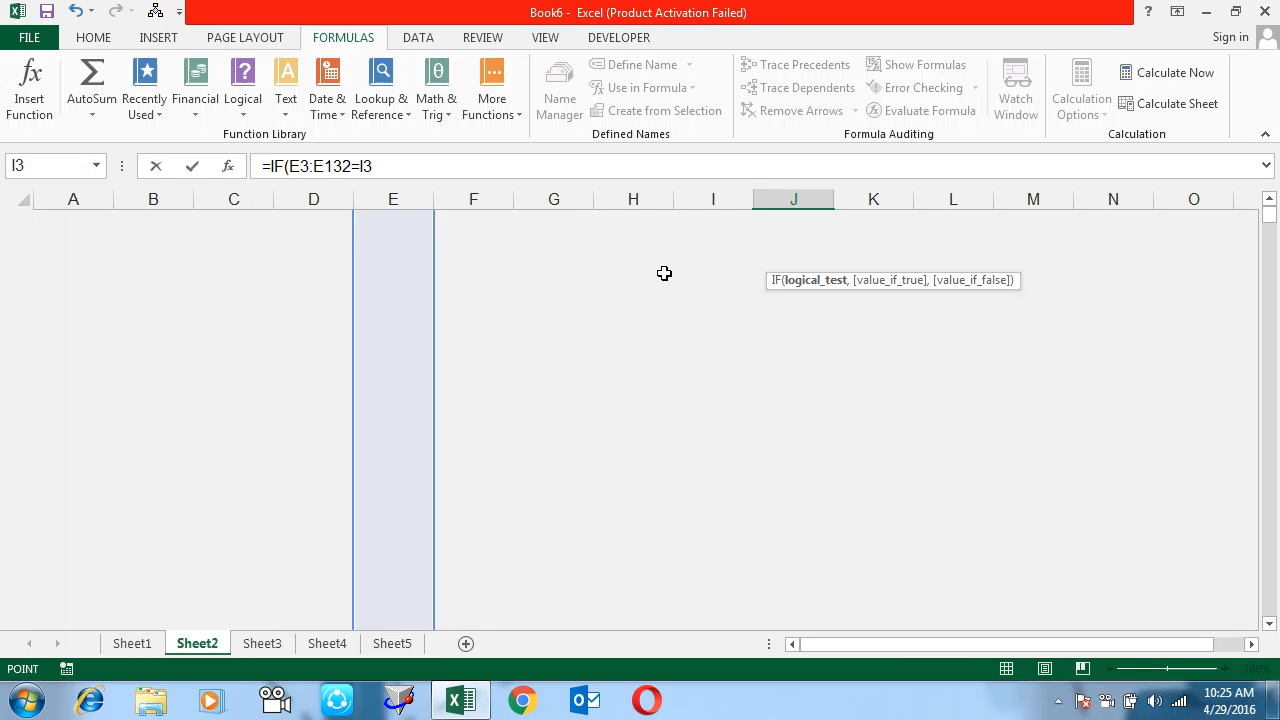 Book6 - Excel (Product Activation Failed)
?
FILE HOME INSERT PAGE LAYOUT FORMULAS DATA REVIEW VIEW DEVELOPER Sign in
fx Σ ? A θ
Insert Function
AutoSum
Recently Used
Financial
Logical
Text
Date & Time
Lookup & Reference
Math & Trig
More Functions
Function Library
Name Manager
Define Name
Use in Formula
Create from Selection
Defined Names
Trace Precedents
Trace Dependents
Remove Arrows
Show Formulas
Error Checking
Evaluate Formula
Formula Auditing
Watch Window
Calculation Options
Calculate Now
Calculate Sheet
Calculation
I3 fx =IF(E3:E132=I3
A B C D E F G H I J K L M N O
IF(logical_test, [value_if_true], [value_if_false])
Sheet1 Sheet2 Sheet3 Sheet4 Sheet5
POINT 100%
10:25 AM
4/29/2016